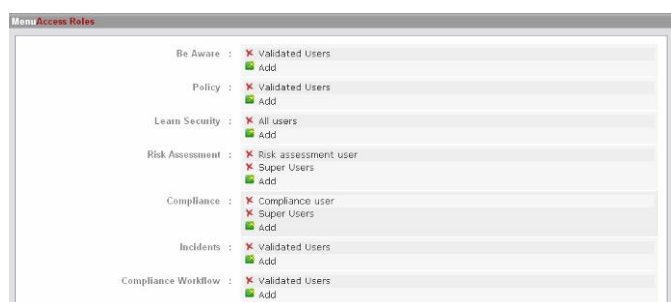 MenuAccess Roles
Be Aware : Validated Users
Add
Policy : Validated Users
Add
Learn Security : All users
Add
Risk Assessment : Risk assessment user
Super Users
Add
Compliance : Compliance user
Super Users
Add
Incidents : Validated Users
Add
Compliance Workflow : Validated Users
Add